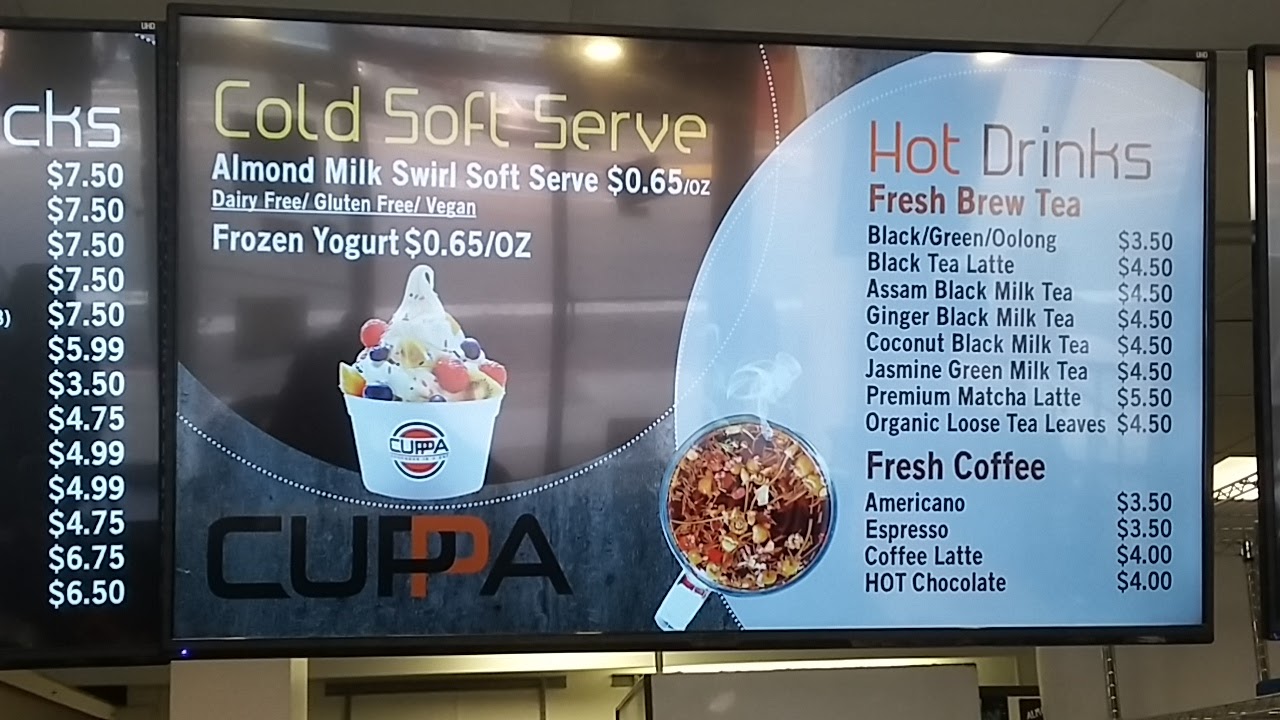 cks
$7.50
$7.50
$7.50
$7.50
$7.50
$5.99
$3.50
$4.75
$4.99
$4.99
$4.75
$6.75
$6.50
UHD
Cold Soft Serve
Almond Milk Swirl Soft Serve $0.65/OZ
Dairy Free/ Gluten Free/ Vegan
Frozen Yogurt $0.65/OZ
CUPPA
CUPPA
UHD
Hot Drinks
Fresh Brew Tea
Black/Green/Oolong $3.50
Black Tea Latte $4.50
Assam Black Milk Tea $4.50
Ginger Black Milk Tea $4.50
Coconut Black Milk Tea $4.50
Jasmine Green Milk Tea $4.50
Premium Matcha Latte $5.50
Organic Loose Tea Leaves $4.50
Fresh Coffee
Americano $3.50
Espresso $3.50
Coffee Latte $4.00
HOT Chocolate $4.00